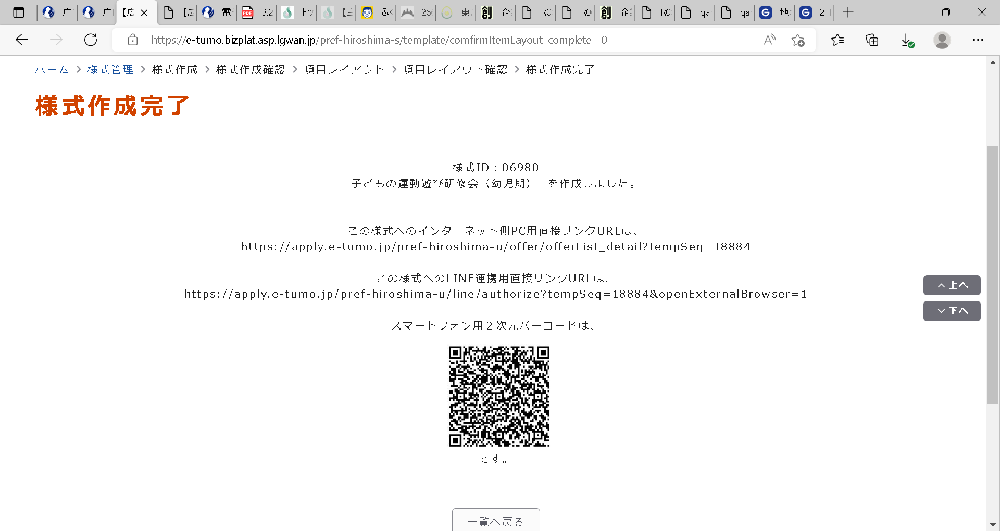 庁
庁
【広
【広
電
PDF
3.2
トッ
【主
ふく
26
東
創
企
R0
R0
創
企
R0
qa
qa
G
地
G
2F
https://e-tumo.bizplat.asp.lgwan.jp/pref-hiroshima-s/template/comfirmItemLayout_complete__0
ホーム > 様式管理 > 様式作成 > 様式作成確認 > 項目レイアウト > 項目レイアウト確認 > 様式作成完了
様式作成完了
様式ID：06980
子どもの運動遊び研修会（幼児期）　を作成しました。
この様式へのインターネット側PC用直接リンクURLは、
https://apply.e-tumo.jp/pref-hiroshima-u/offer/offerList_detail?tempSeq=18884
この様式へのLINE連携用直接リンクURLは、
https://apply.e-tumo.jp/pref-hiroshima-u/line/authorize?tempSeq=18884&openExternalBrowser=1
上へ
下へ
スマートフォン用２次元バーコードは、
です。
一覧へ戻る